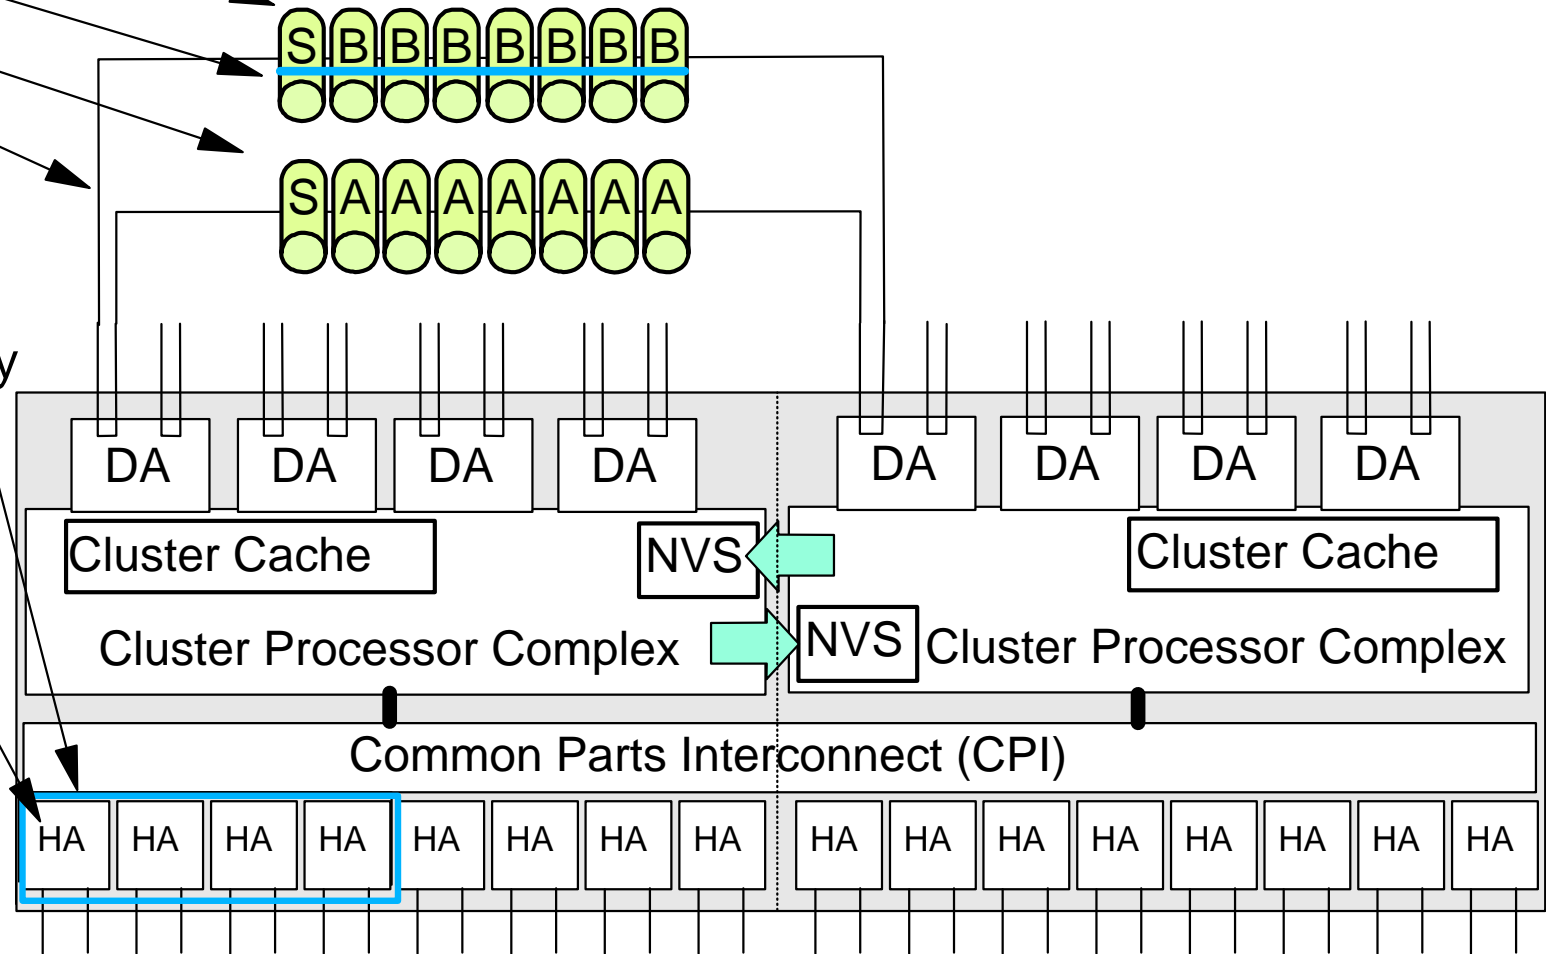 S B B B B B B B
S A A A A A A A
y
DA DA DA DA DA DA DA DA
Cluster Cache NVS Cluster Cache
Cluster Processor Complex NVS Cluster Processor Complex
Common Parts Interconnect (CPI)
HA HA HA HA HA HA HA HA HA HA HA HA HA HA HA HA